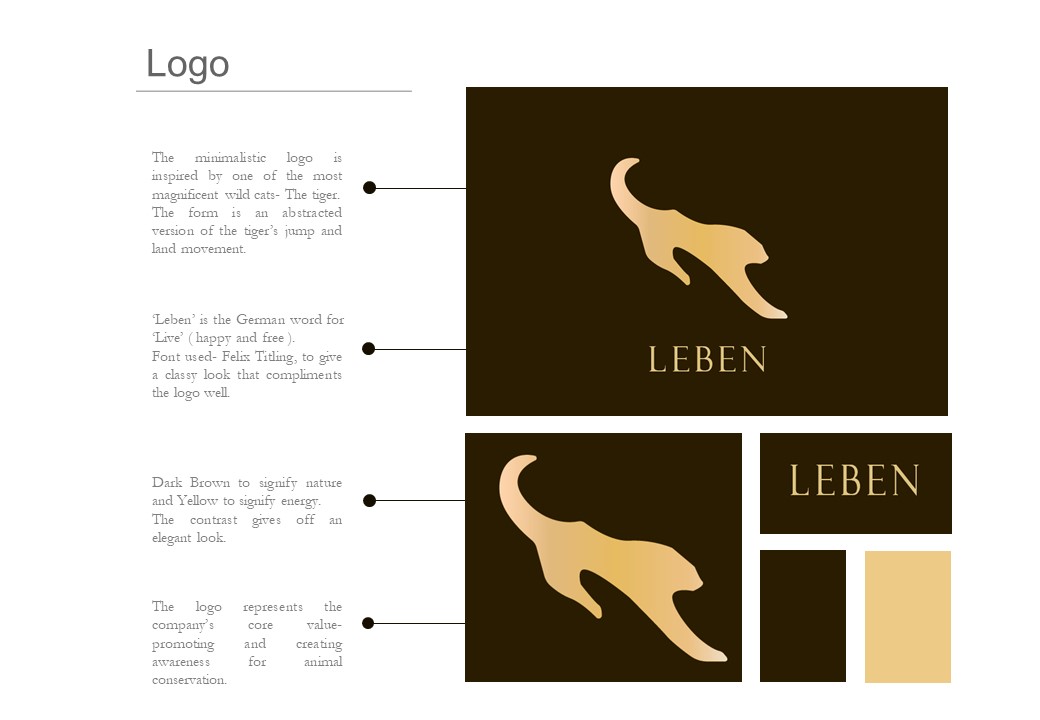 Logo
The minimalistic logo is
inspired by one of the most
magnificent wild cats- The tiger.
The form is an abstracted
version of the tiger's jump and
land movement.
'Leben' is the German word for
'Live' ( happy and free ).
Font used- Felix Titling, to give
a classy look that compliments
the logo well.
Dark Brown to signify nature
and Yellow to signify energy.
The contrast gives off an
elegant look.
The logo represents the
company's core value-
promoting and creating
awareness for animal
conservation.
LEBEN
LEBEN